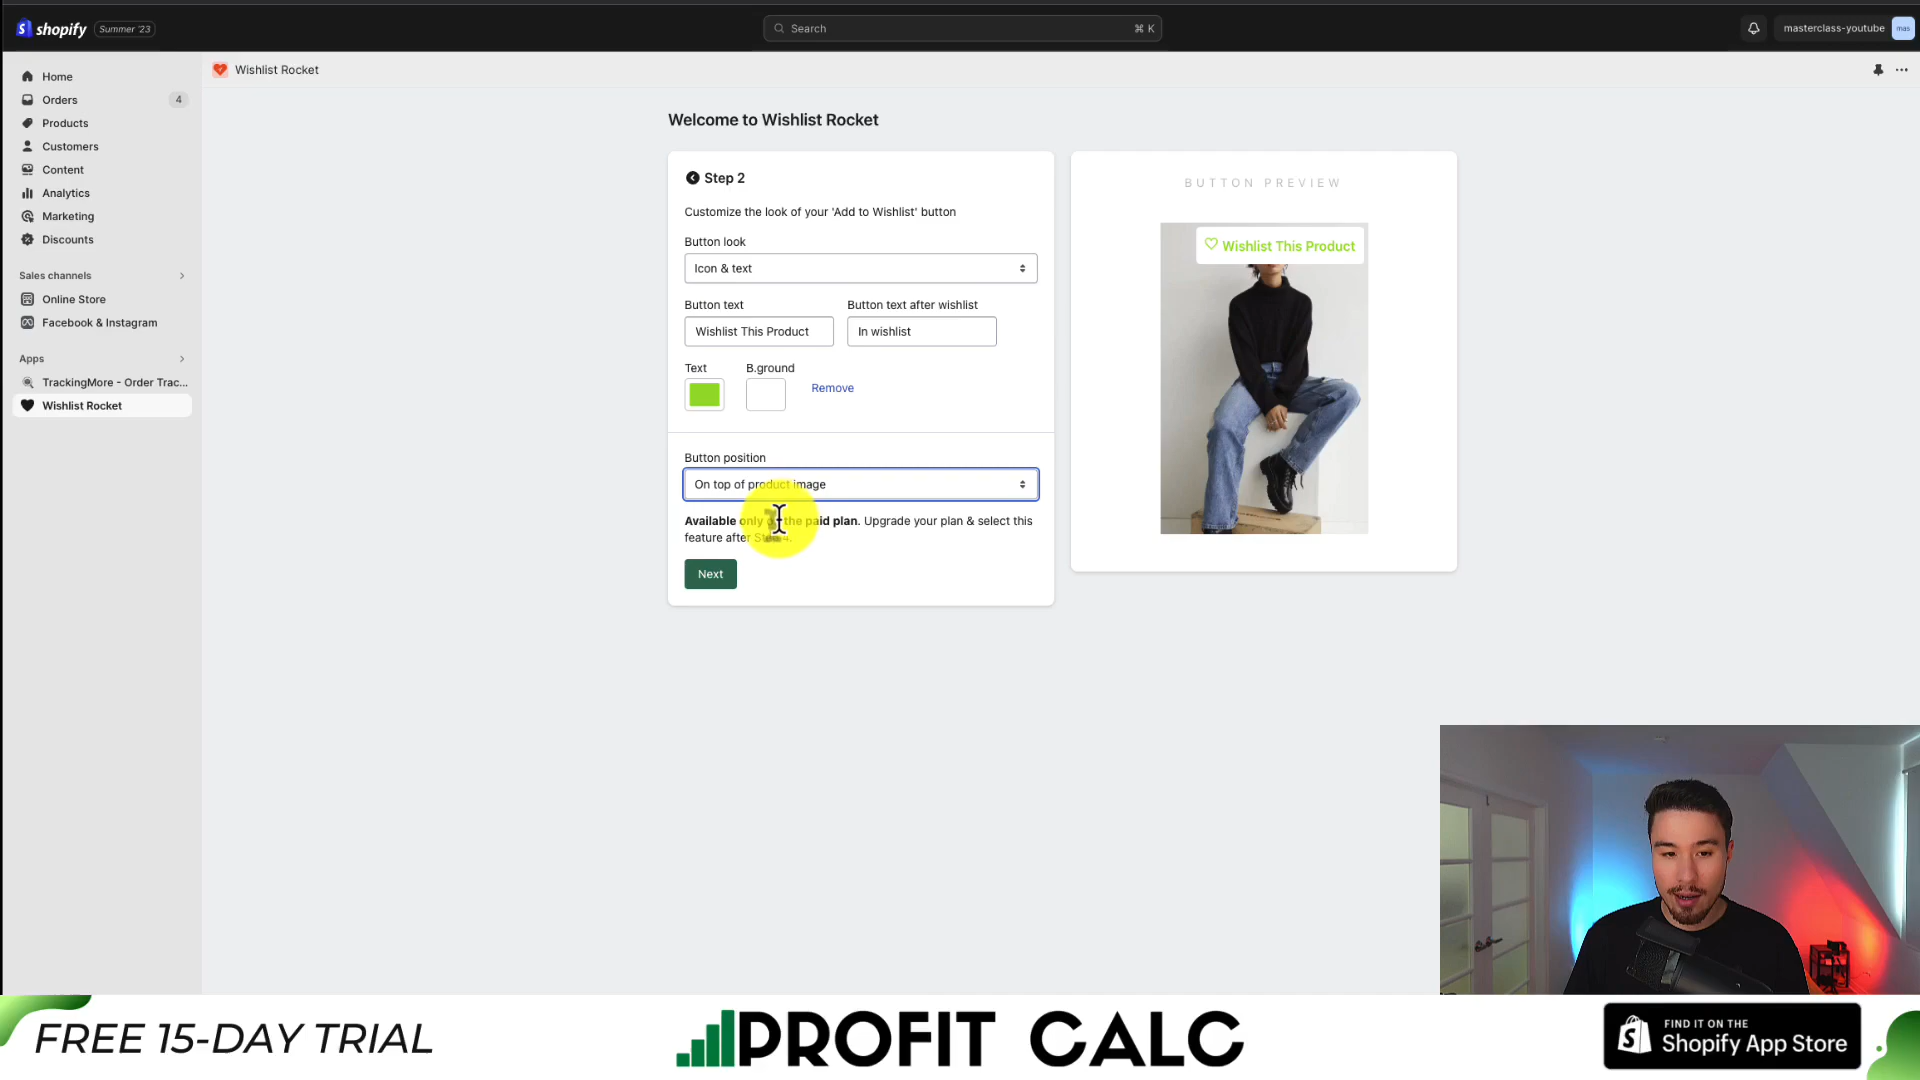 shopify Summer '23
Search
⌘ K
masterclass-youtube
mas
Home
Orders
4
Products
Customers
Content
Analytics
Marketing
Discounts
Sales channels
Online Store
Facebook & Instagram
Apps
TrackingMore - Order Trac...
Wishlist Rocket
Wishlist Rocket
Welcome to Wishlist Rocket
Step 2
Customize the look of your 'Add to Wishlist' button
Button look
Icon & text
Button text
Button text after wishlist
Wishlist This Product
In wishlist
Text
B.ground
Remove
Button position
On top of product image
Available only the paid plan. Upgrade your plan & select this
feature after Step 4.
Next
BUTTON PREVIEW
Wishlist This Product
FREE 15-DAY TRIAL
PROFIT CALC
FIND IT ON THE
Shopify App Store